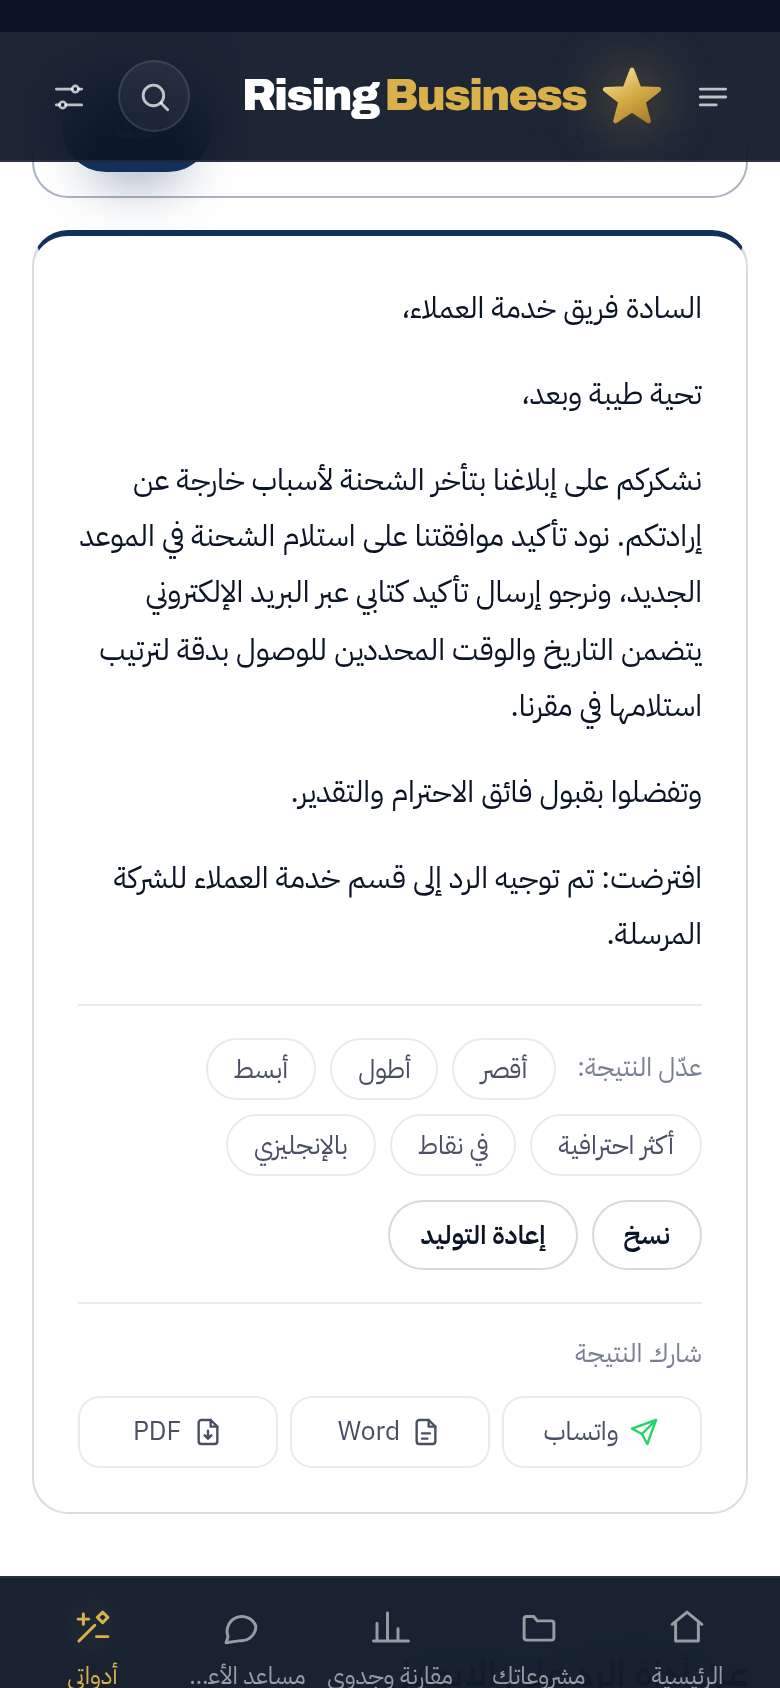 Rising Business
السادة فريق خدمة العملاء،
تحية طيبة وبعد،
نشكركم على إبلاغنا بتأخر الشحنة لأسباب خارجة عن
إرادتكم. نود تأكيد موافقتنا على استلام الشحنة في الموعد
الجديد، ونرجو إرسال تأكيد كتابي عبر البريد الإلكتروني
يتضمن التاريخ والوقت المحددين للوصول بدقة لترتيب
استلامها في مقرنا.
وتفضلوا بقبول فائق الاحترام والتقدير.
افترضت: تم توجيه الرد إلى قسم خدمة العملاء للشركة
المرسلة.
عدّل النتيجة: أقصر أطول أبسط
أكثر احترافية في نقاط بالإنجليزي
نسخ إعادة التوليد
شارك النتيجة
واتساب Word PDF
الرئيسية مشروعاتك مقارنة وجدوى مساعد الأعـ... أدواتي